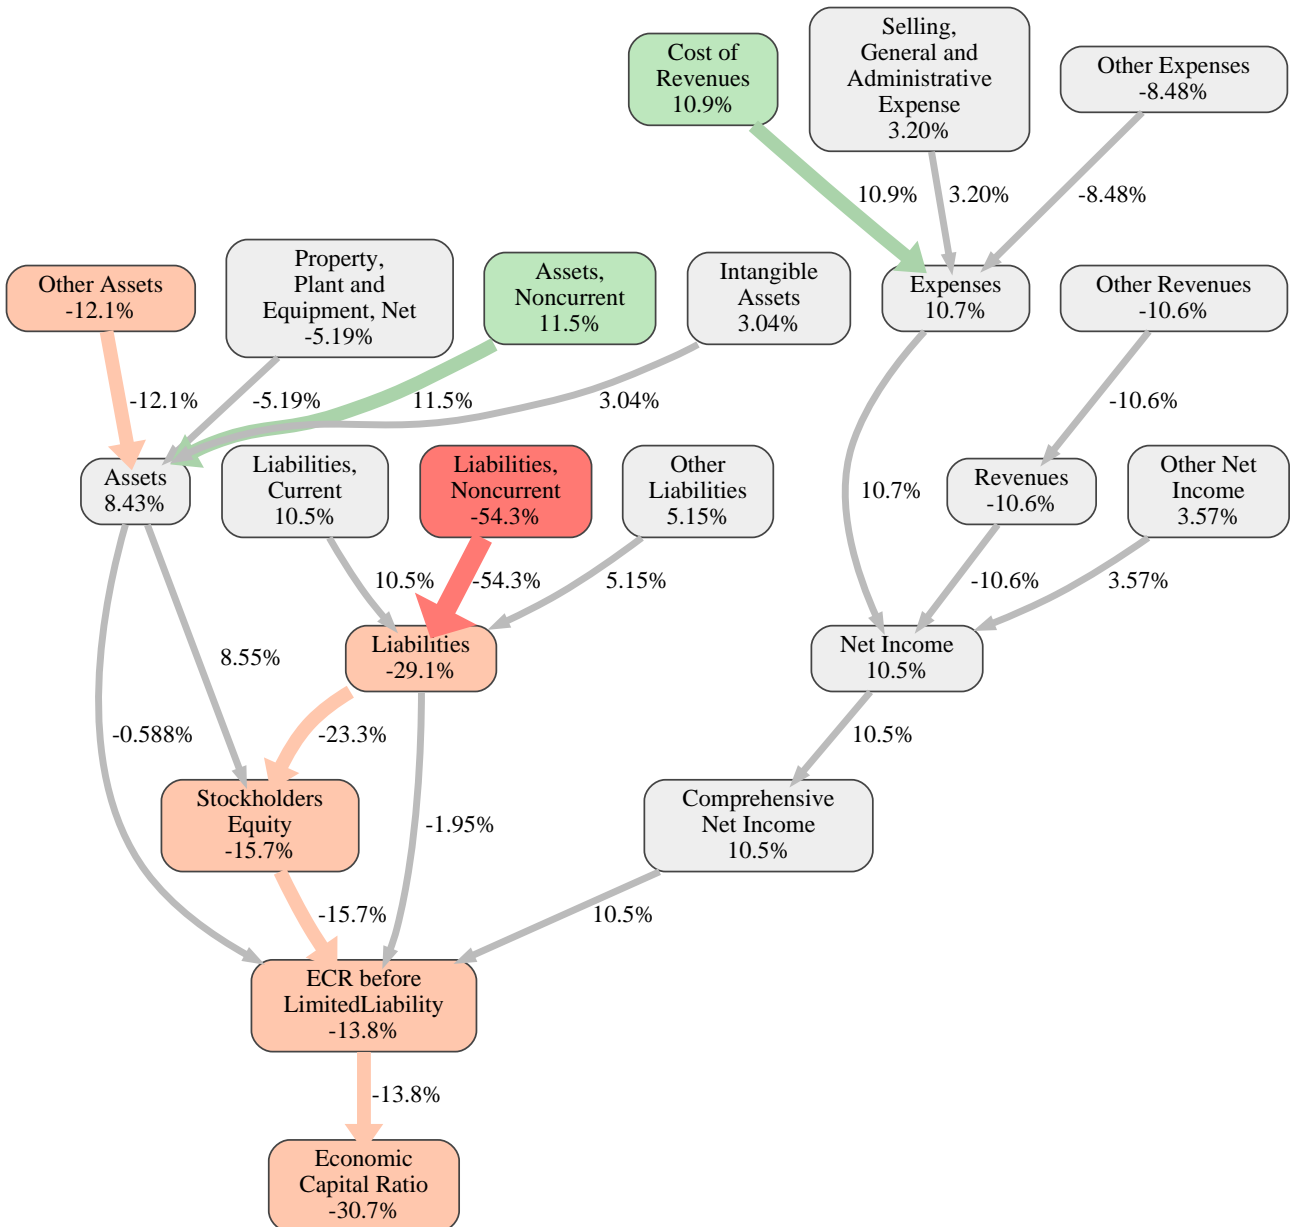 Cost of
Revenues
10.9%
Selling,
General and
Administrative
Expense
3.20%
Other Expenses
-8.48%
10.9%
3.20%
-8.48%
Other Assets
-12.1%
Property,
Plant and
Equipment, Net
-5.19%
Assets,
Noncurrent
11.5%
Intangible
Assets
3.04%
Expenses
10.7%
Other Revenues
-10.6%
-12.1%
-5.19%
11.5%
3.04%
-10.6%
Assets
8.43%
Liabilities,
Current
10.5%
Liabilities,
Noncurrent
-54.3%
Other
Liabilities
5.15%
10.7%
Revenues
-10.6%
Other Net
Income
3.57%
10.5%
-54.3%
5.15%
-10.6%
3.57%
8.55%
Liabilities
-29.1%
Net Income
10.5%
-0.588%
-23.3%
10.5%
Stockholders
Equity
-15.7%
-1.95%
Comprehensive
Net Income
10.5%
-15.7%
10.5%
ECR before
LimitedLiability
-13.8%
-13.8%
Economic
Capital Ratio
-30.7%